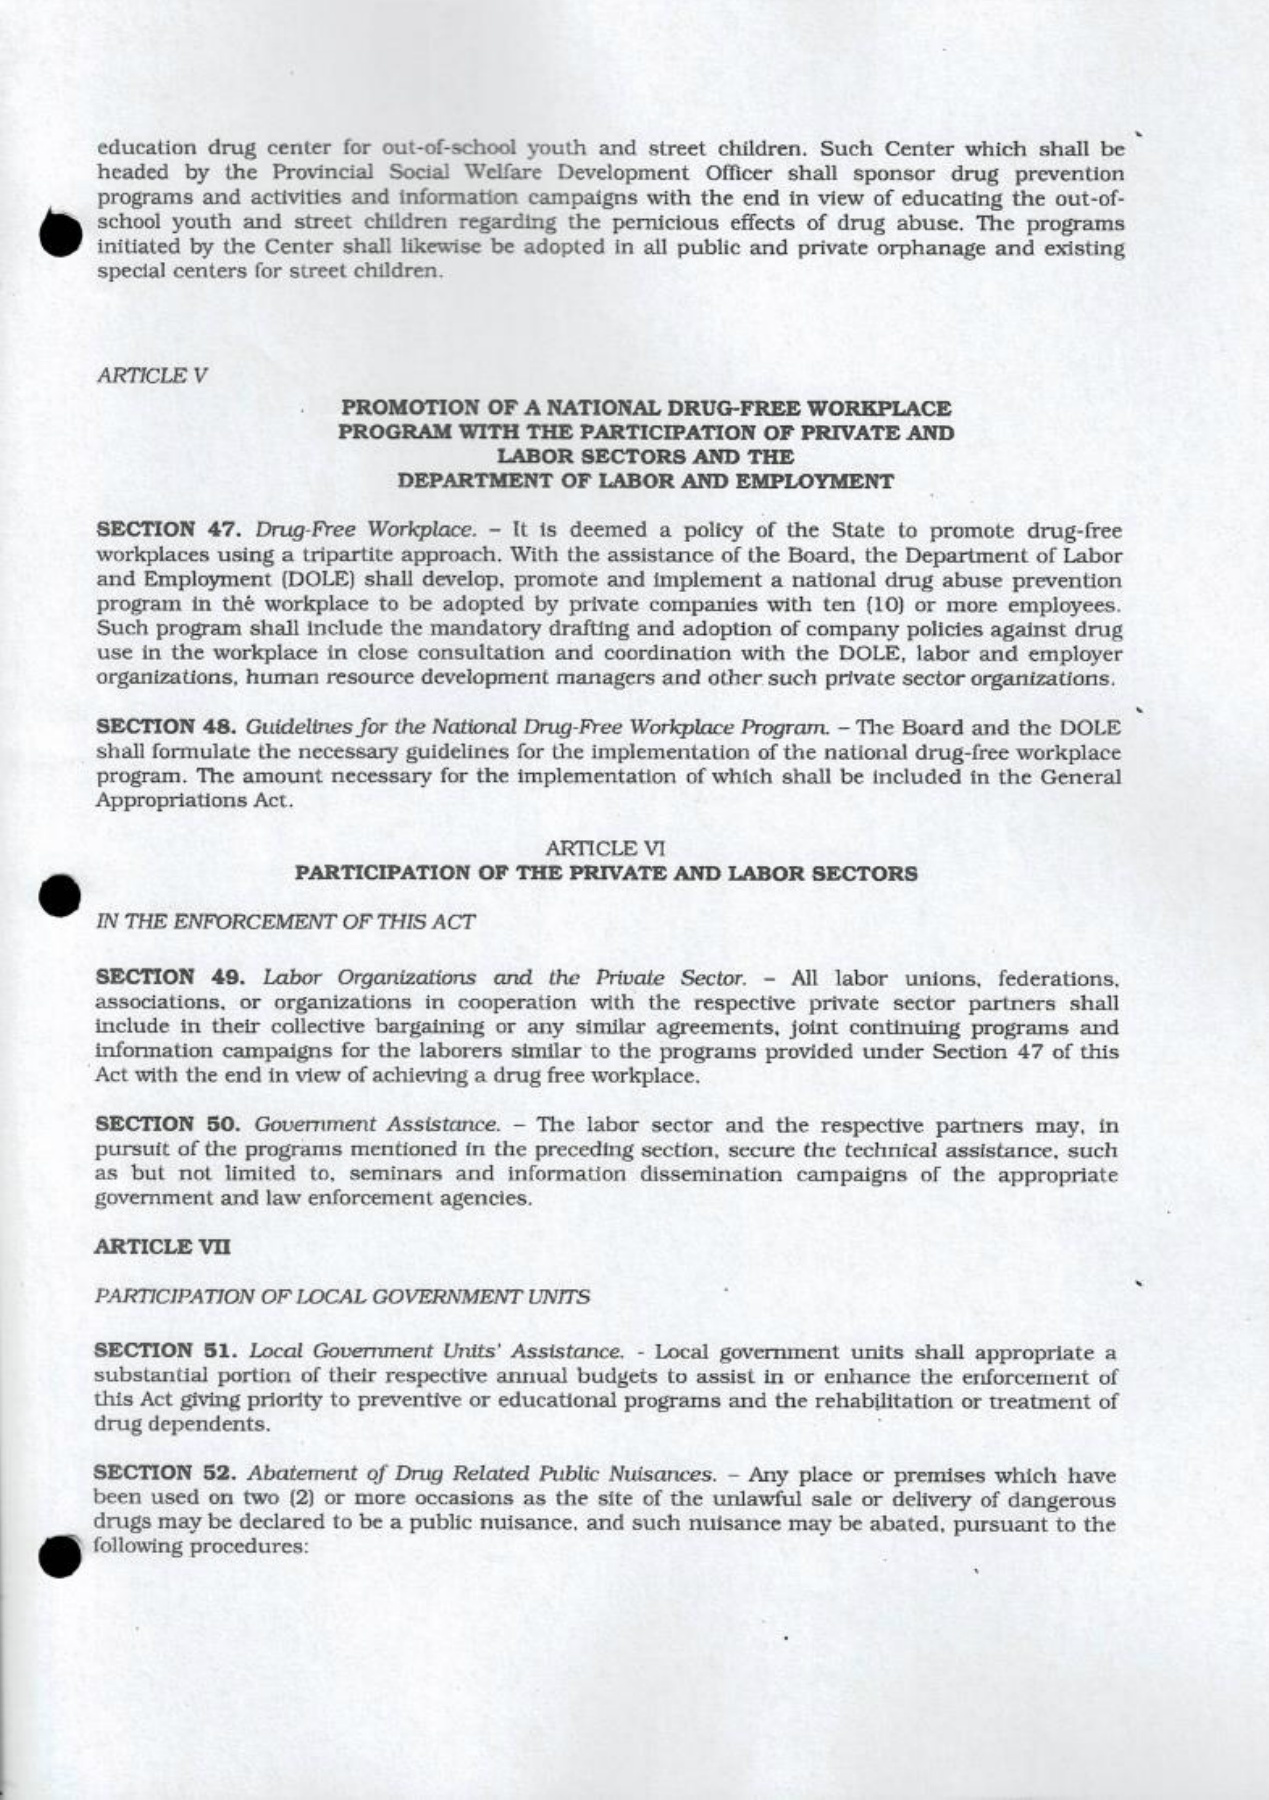 education drug center for out-of-school youth and street children. Such Center which shall be
headed by the Provincial Social Welfare Development Officer shall sponsor drug prevention
programs and activities and information campaigns with the end in view of educating the out-of-
school youth and street children regarding the pernicious effects of drug abuse. The programs
initiated by the Center shall likewise be adopted in all public and private orphanage and existing
special centers for street children.
ARTICLE V
PROMOTION OF A NATIONAL DRUG-FREE WORKPLACE
PROGRAM WITH THE PARTICIPATION OF PRIVATE AND
LABOR SECTORS AND THE
DEPARTMENT OF LABOR AND EMPLOYMENT
SECTION 47. Drug-Free Workplace. – It is deemed a policy of the State to promote drug-free
workplaces using a tripartite approach. With the assistance of the Board, the Department of Labor
and Employment (DOLE) shall develop, promote and implement a national drug abuse prevention
program in the workplace to be adopted by private companies with ten (10) or more employees.
Such program shall include the mandatory drafting and adoption of company policies against drug
use in the workplace in close consultation and coordination with the DOLE, labor and employer
organizations, human resource development managers and other such private sector organizations.
SECTION 48. Guidelines for the National Drug-Free Workplace Program. – The Board and the DOLE
shall formulate the necessary guidelines for the implementation of the national drug-free workplace
program. The amount necessary for the implementation of which shall be included in the General
Appropriations Act.
ARTICLE VI
PARTICIPATION OF THE PRIVATE AND LABOR SECTORS
IN THE ENFORCEMENT OF THIS ACT
SECTION 49. Labor Organizations and the Private Sector. – All labor unions, federations,
associations, or organizations in cooperation with the respective private sector partners shall
include in their collective bargaining or any similar agreements, joint continuing programs and
information campaigns for the laborers similar to the programs provided under Section 47 of this
Act with the end in view of achieving a drug free workplace.
SECTION 50. Government Assistance. – The labor sector and the respective partners may, in
pursuit of the programs mentioned in the preceding section, secure the technical assistance, such
as but not limited to, seminars and information dissemination campaigns of the appropriate
government and law enforcement agencies.
ARTICLE VII
PARTICIPATION OF LOCAL GOVERNMENT UNITS
SECTION 51. Local Government Units' Assistance. - Local government units shall appropriate a
substantial portion of their respective annual budgets to assist in or enhance the enforcement of
this Act giving priority to preventive or educational programs and the rehabilitation or treatment of
drug dependents.
SECTION 52. Abatement of Drug Related Public Nuisances. – Any place or premises which have
been used on two (2) or more occasions as the site of the unlawful sale or delivery of dangerous
drugs may be declared to be a public nuisance, and such nuisance may be abated, pursuant to the
following procedures: